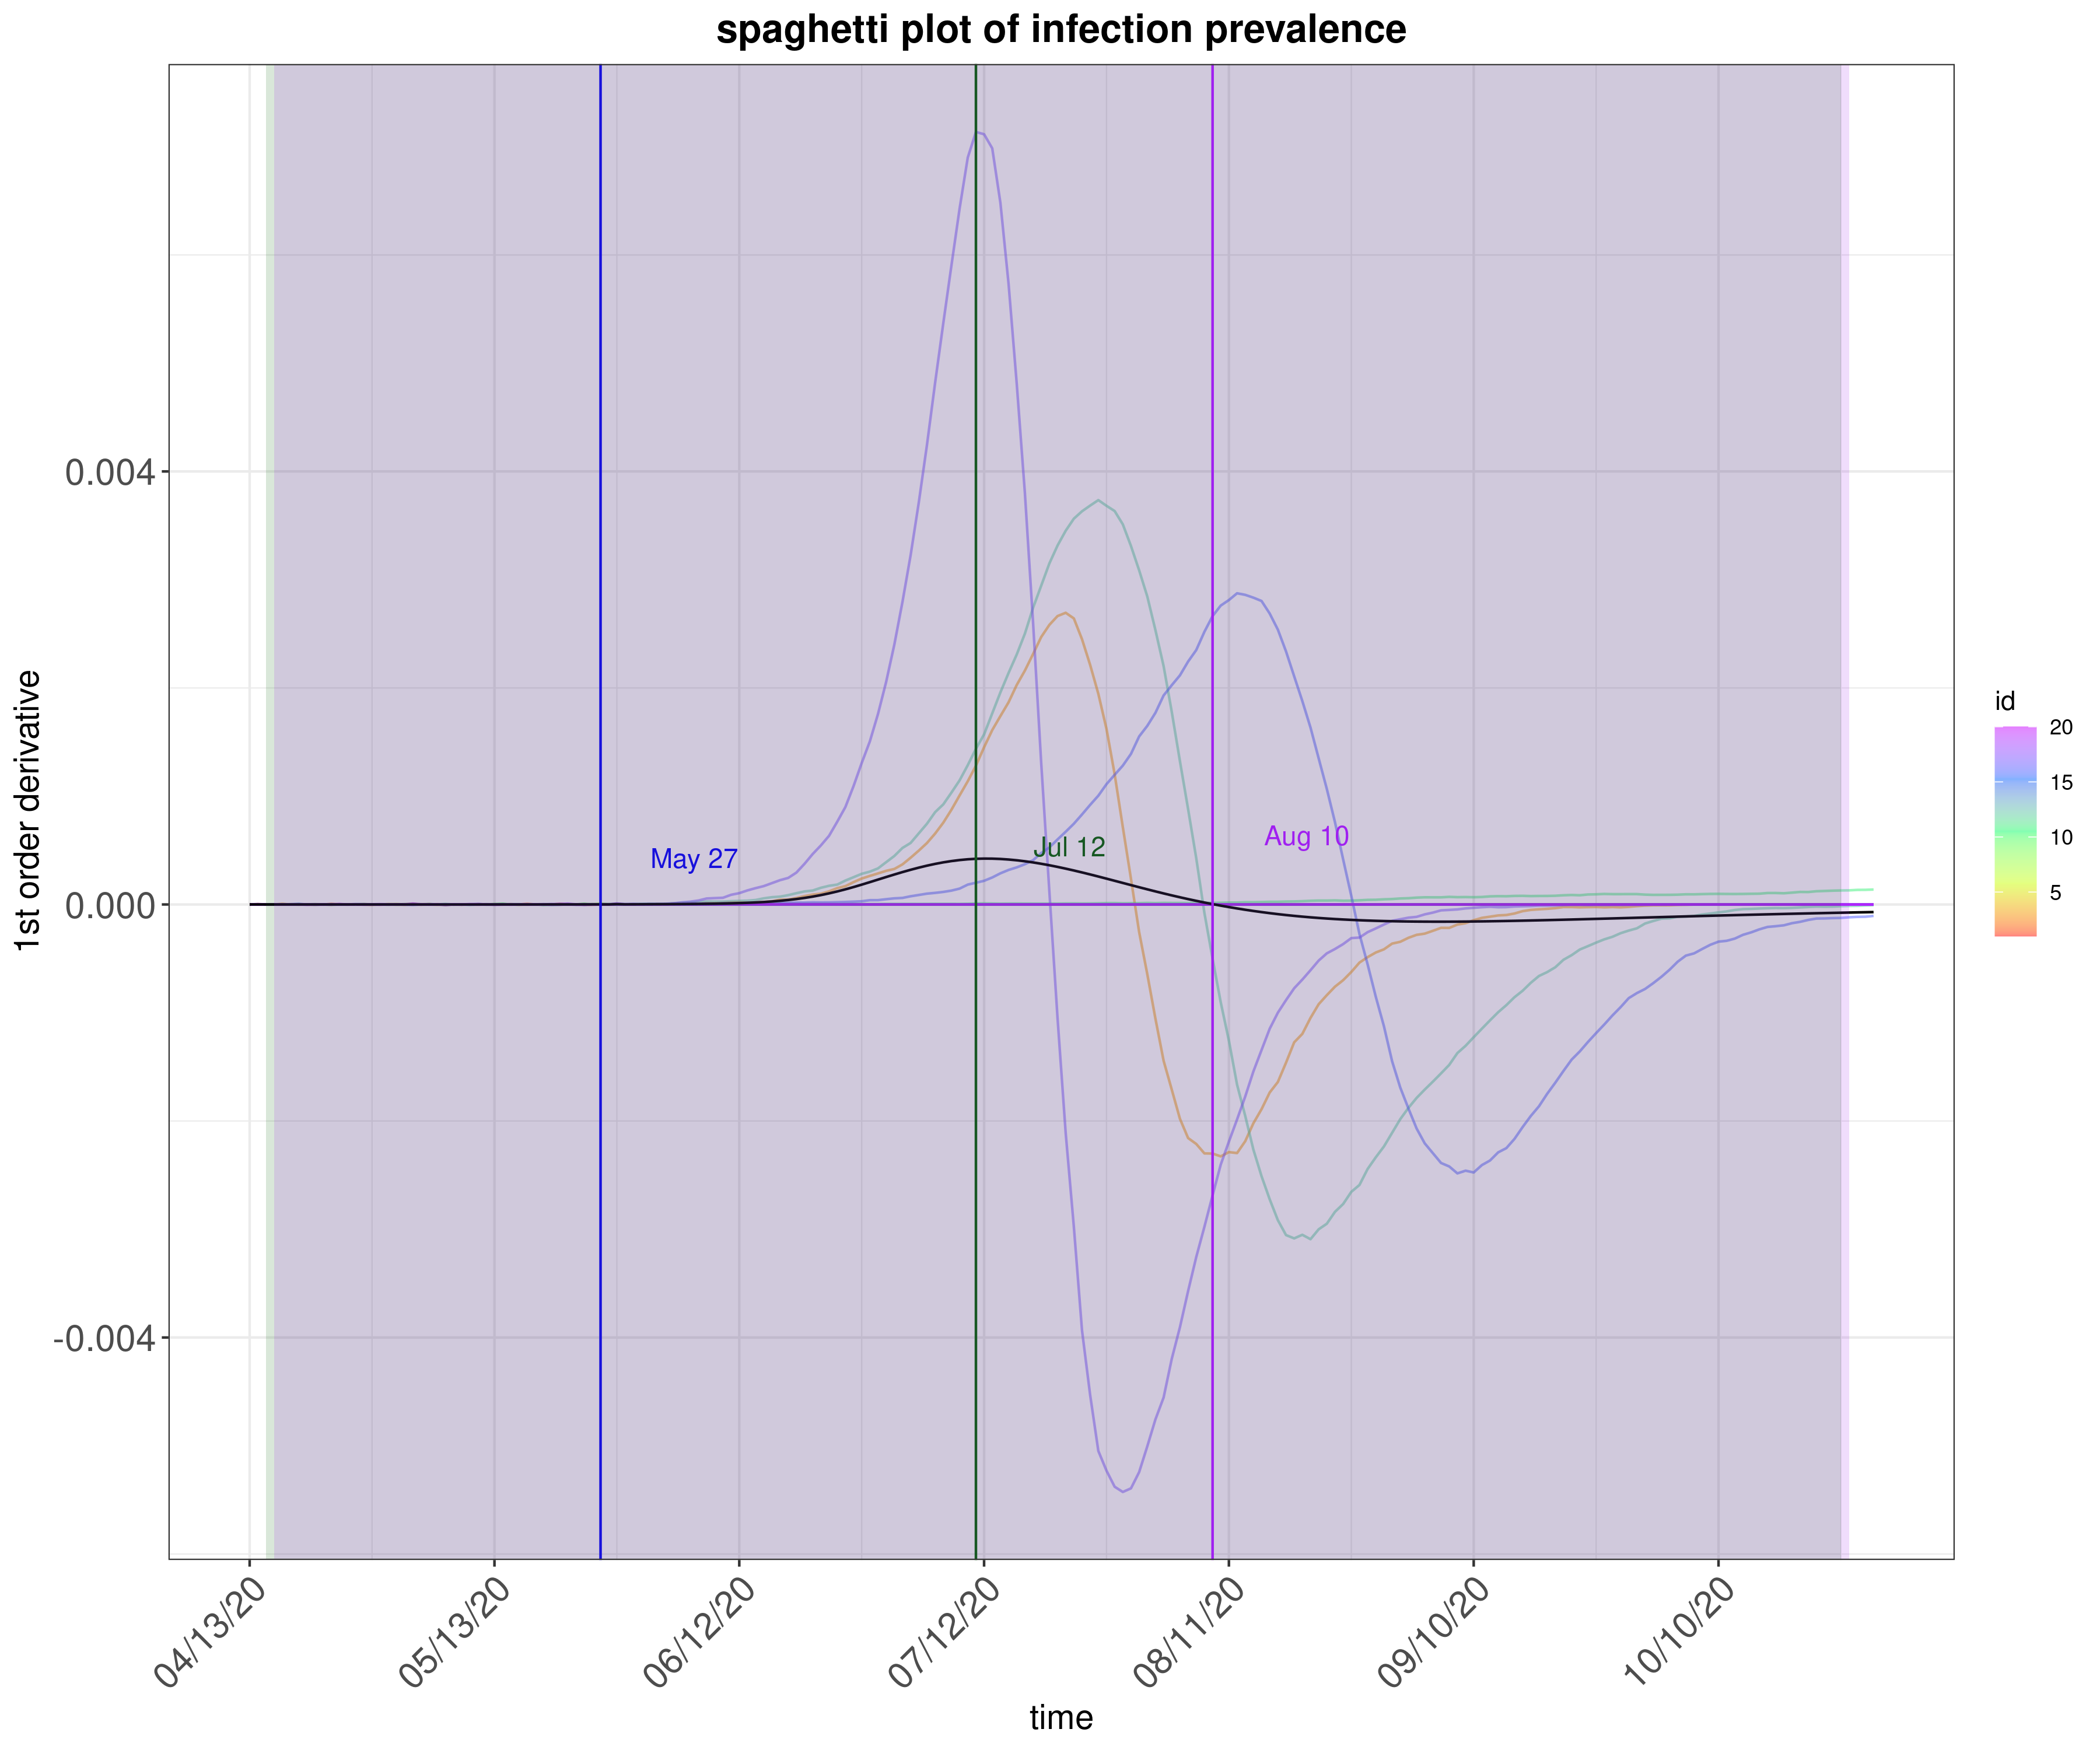 spaghetti plot of infection prevalence
1st order derivative
0.004
0.000
-0.004
May 27
Jul 12
Aug 10
id
20
15
10
5
04/13/20
05/13/20
06/12/20
07/12/20
08/11/20
09/10/20
10/10/20
time